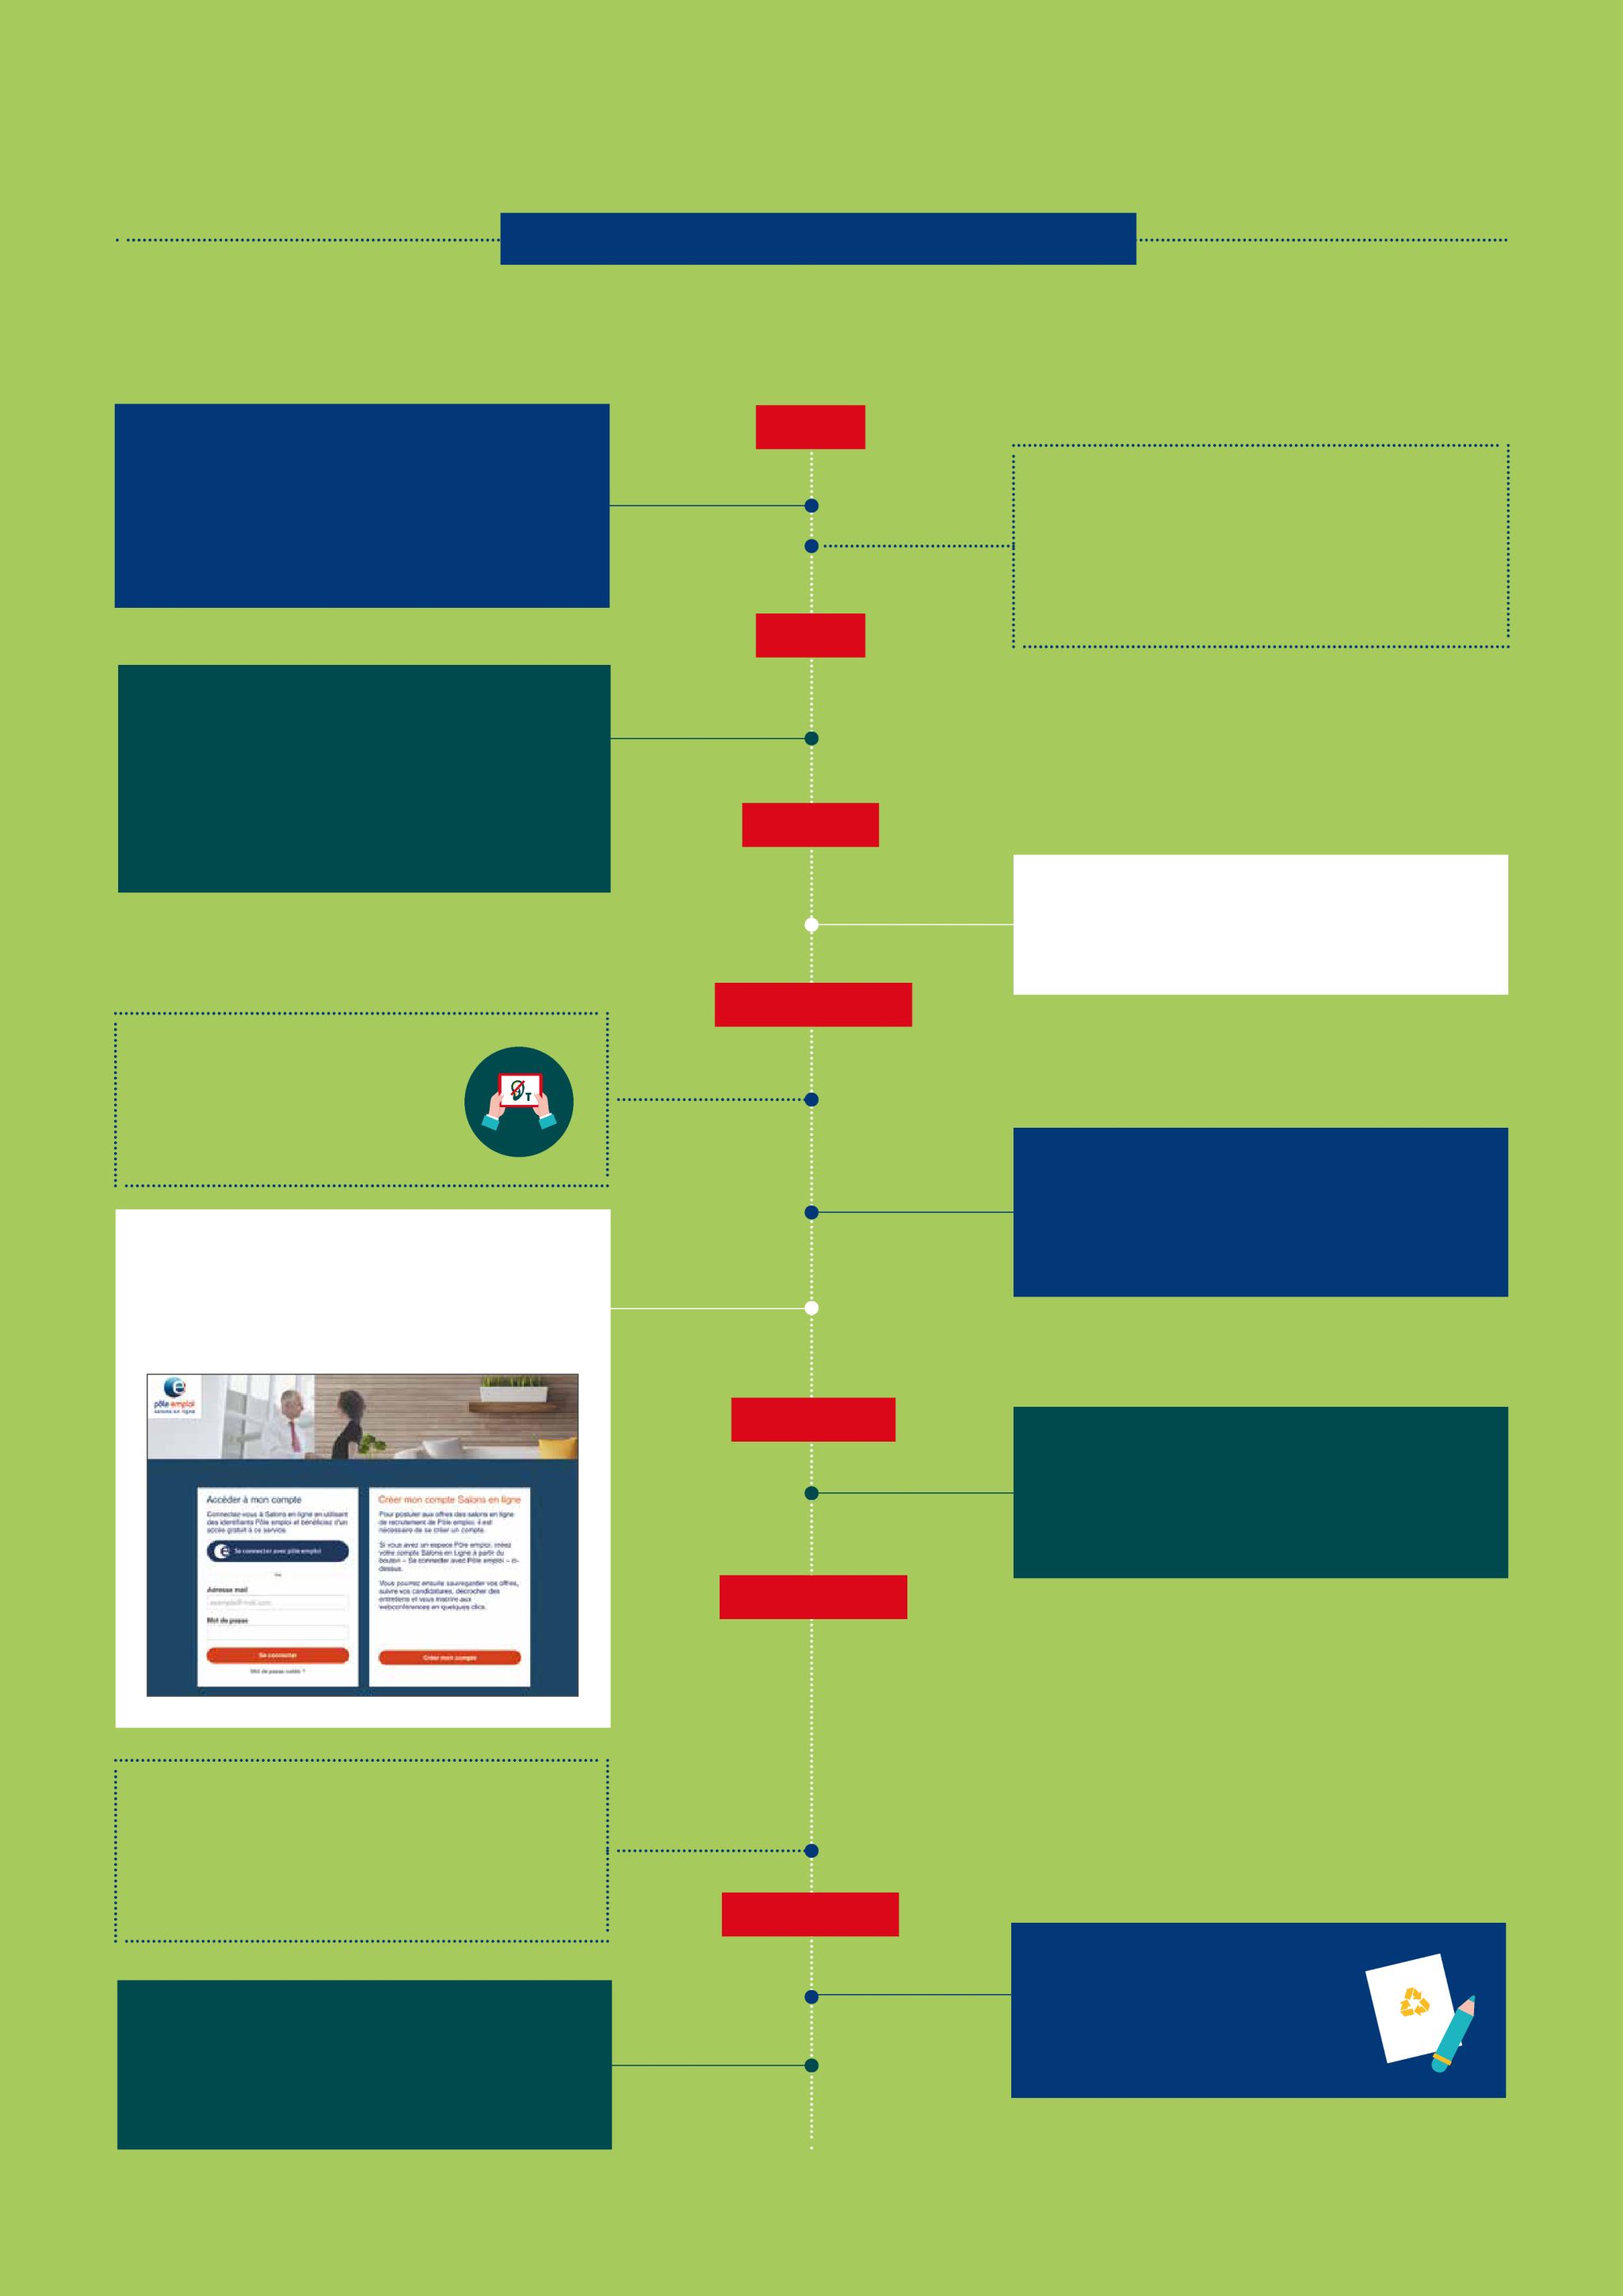 pôle emploi
salons en ligne
Accéder à mon compte
Connectez-vous à Salons en ligne en utilisant
des identifiants Pôle emploi et bénéficiez d'un
accès gratuit à ce service.
Se connecter avec pôle emploi
ou
Adresse mail
exemple@mail.com
Mot de passe
Se connecter
Mot de passe oublié ?
Créer mon compte Salons en ligne
Pour postuler aux offres des salons en ligne
de recrutement de Pôle emploi, il est
nécessaire de se créer un compte.
Si vous avez un espace Pôle emploi, créez
votre compte Salons en Ligne à partir du
bouton « Se connecter avec Pôle emploi » ci-
dessus.
Vous pourrez ensuite sauvegarder vos offres,
suivre vos candidatures, décrocher des
entretiens et vous inscrire aux
webconférences en quelques clics.
Créer mon compte